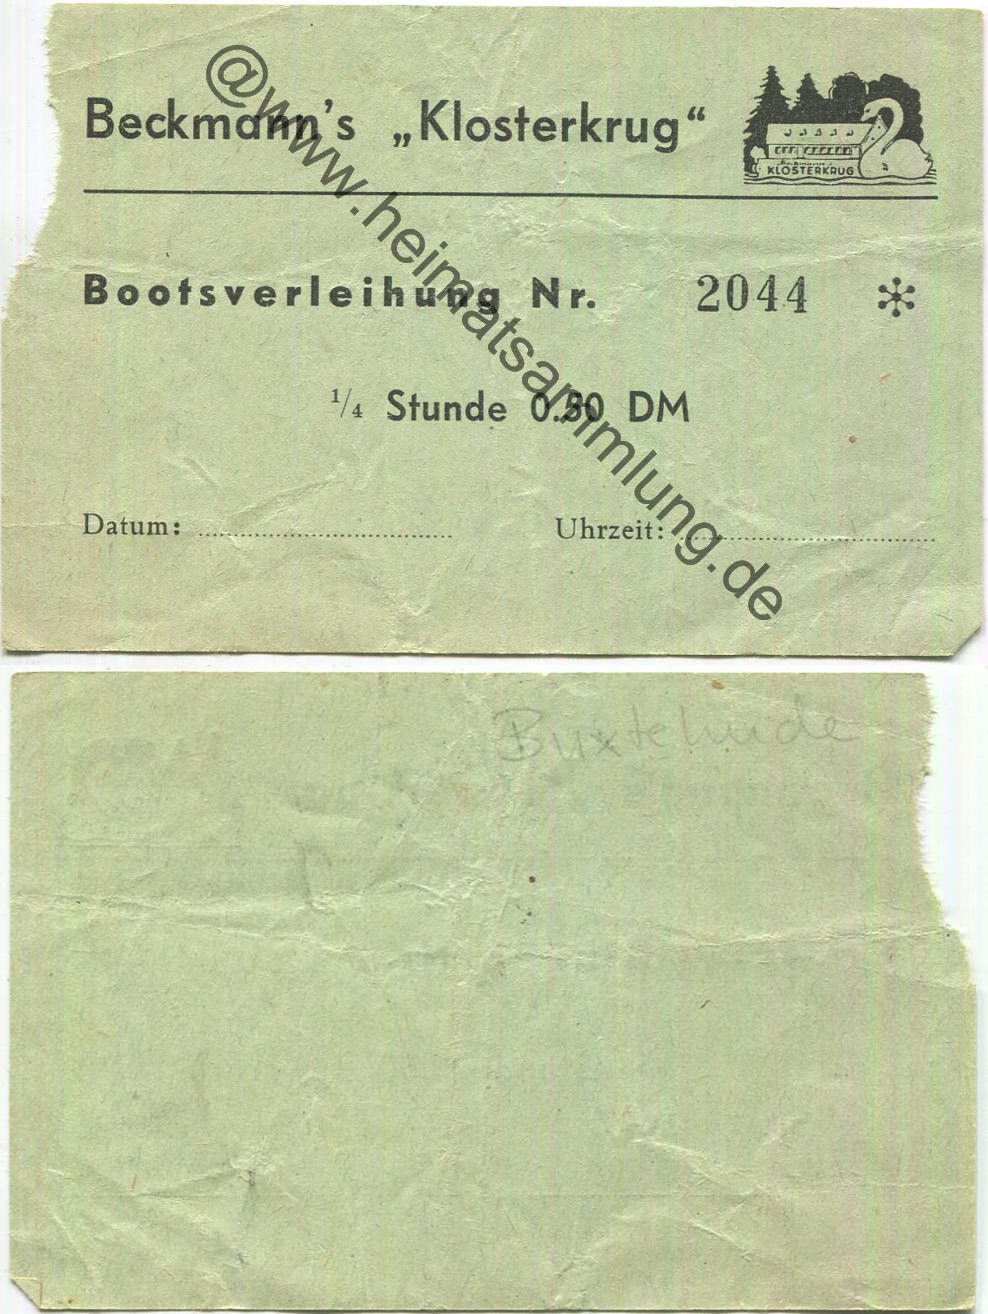 Beckmann's „Klosterkrug“
Beckmann's
KLOSTERKRUG
Bootsverleihung Nr. 2044 *
1/4 Stunde 0.50 DM
Datum: ........................ Uhrzeit: ........................
@www.heimatsammlung.de
Buxtehude